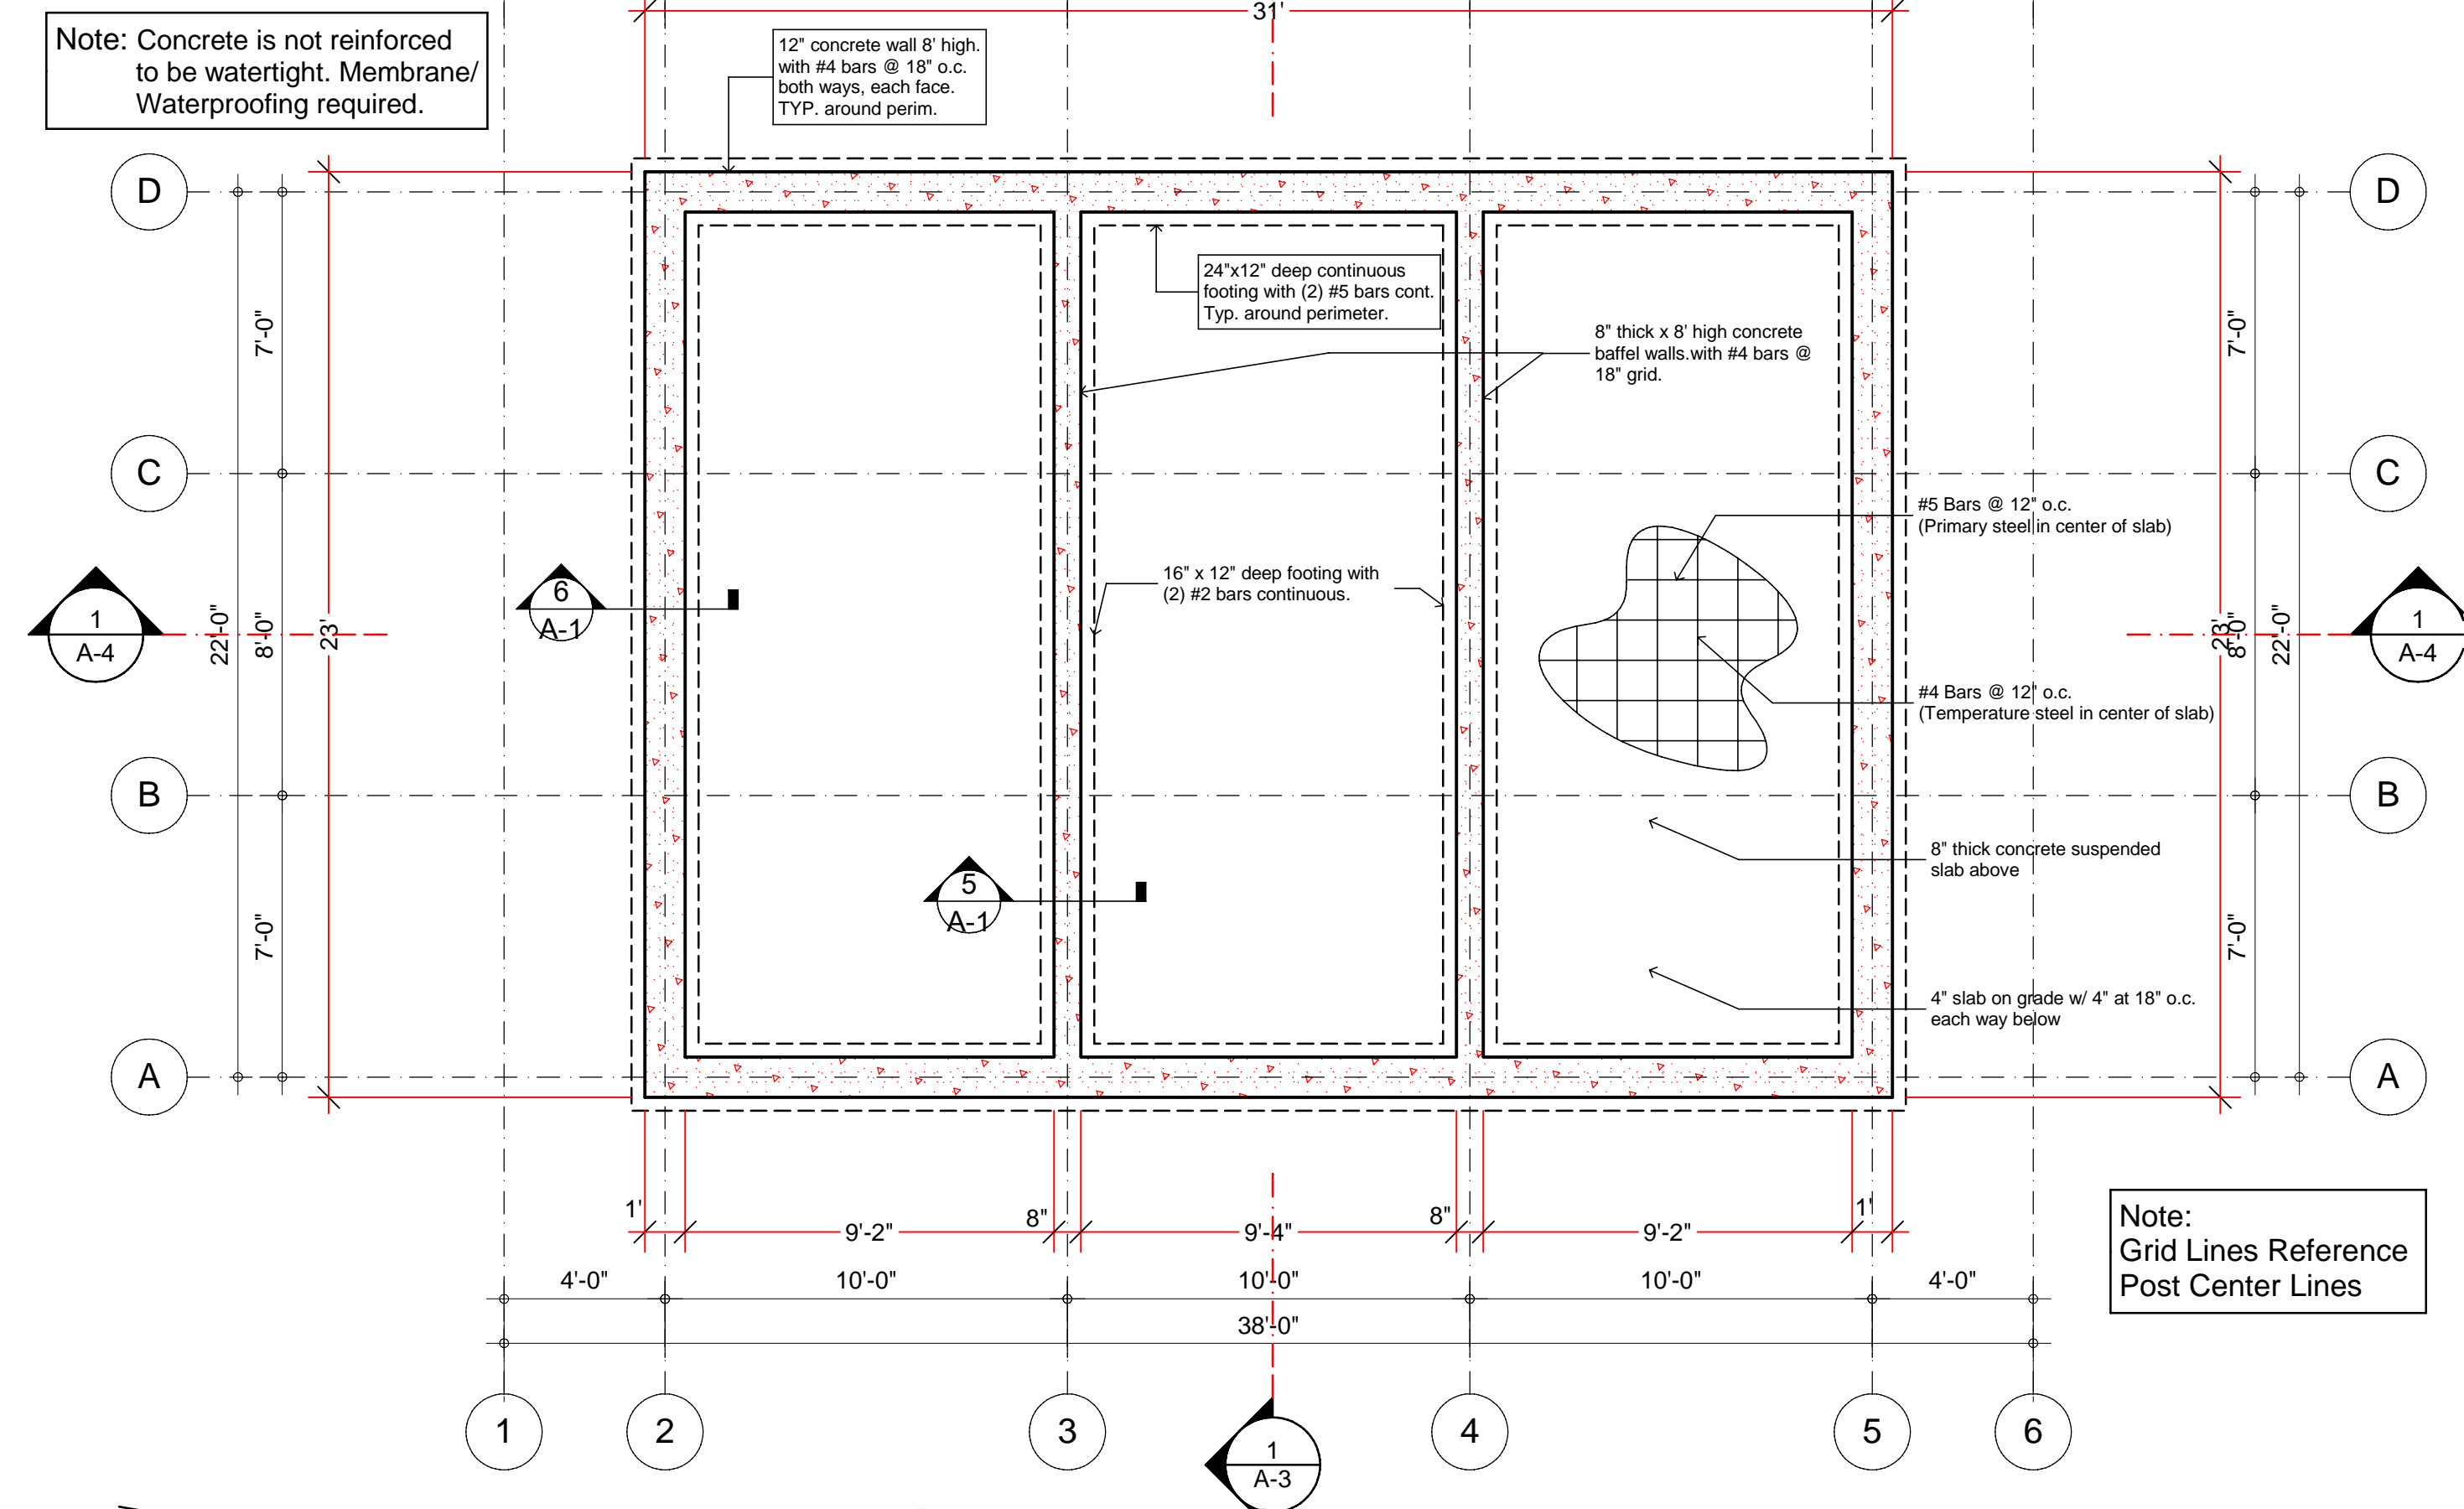 31'
Note: Concrete is not reinforced
to be watertight. Membrane/
Waterproofing required.
12" concrete wall 8' high.
with #4 bars @ 18" o.c.
both ways, each face.
TYP. around perim.
D
D
24"x12" deep continuous
footing with (2) #5 bars cont.
Typ. around perimeter.
7'-0"
7'-0"
8" thick x 8' high concrete
baffel walls.with #4 bars @
18" grid.
C
C
#5 Bars @ 12" o.c.
(Primary steel in center of slab)
16" x 12" deep footing with
(2) #2 bars continuous.
6
A-1
1
A-4
22'-0"
8'-0"
23'
23'
8'-0"
22'-0"
1
A-4
#4 Bars @ 12" o.c.
(Temperature steel in center of slab)
B
B
8" thick concrete suspended
slab above
5
A-1
7'-0"
7'-0"
4" slab on grade w/ 4" at 18" o.c.
each way below
A
A
1'
9'-2"
8"
9'-4"
8"
9'-2"
1'
Note:
Grid Lines Reference
Post Center Lines
4'-0"
10'-0"
10'-0"
10'-0"
4'-0"
38'-0"
1
2
3
4
5
6
1
A-3